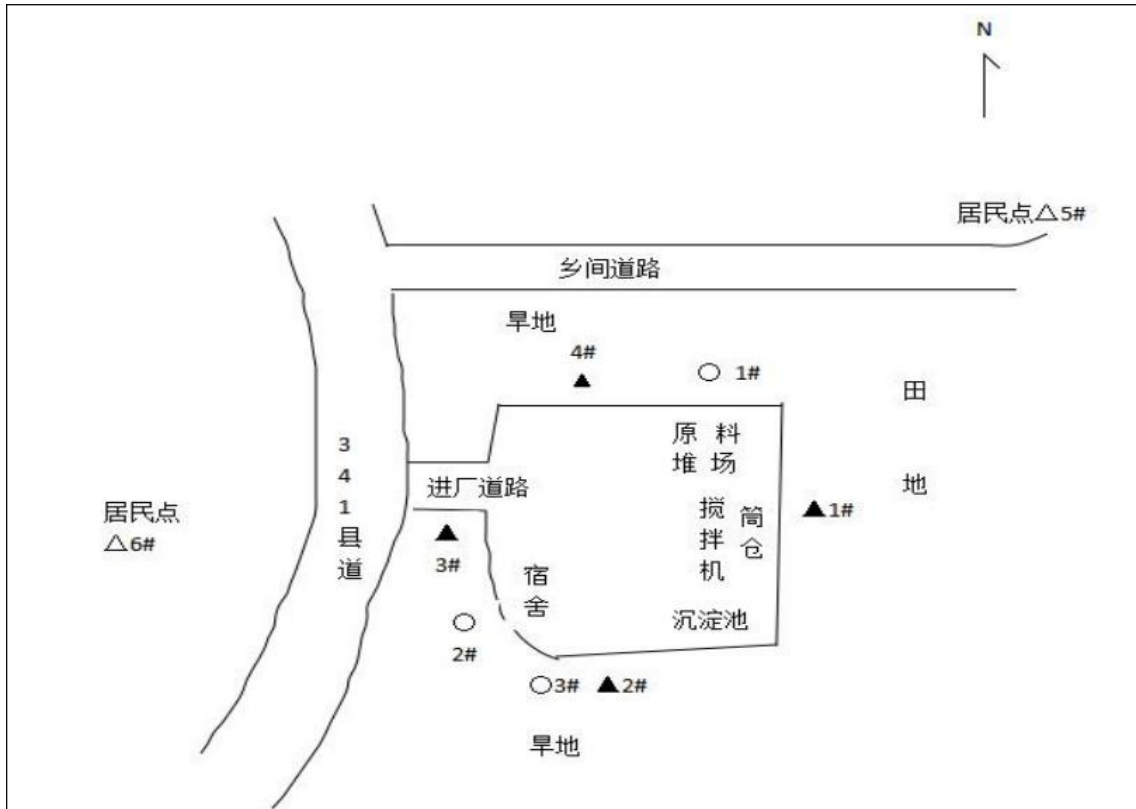 N
居民点△5#
乡间道路
旱地
4#
▲
○ 1#
田
地
原 料
堆 场
3
4
1
县
道
进厂道路
搅
拌
机
筒
仓
▲1#
居民点
△6#
▲
3#
宿
舍
沉淀池
○
2#
○3# ▲2#
旱地